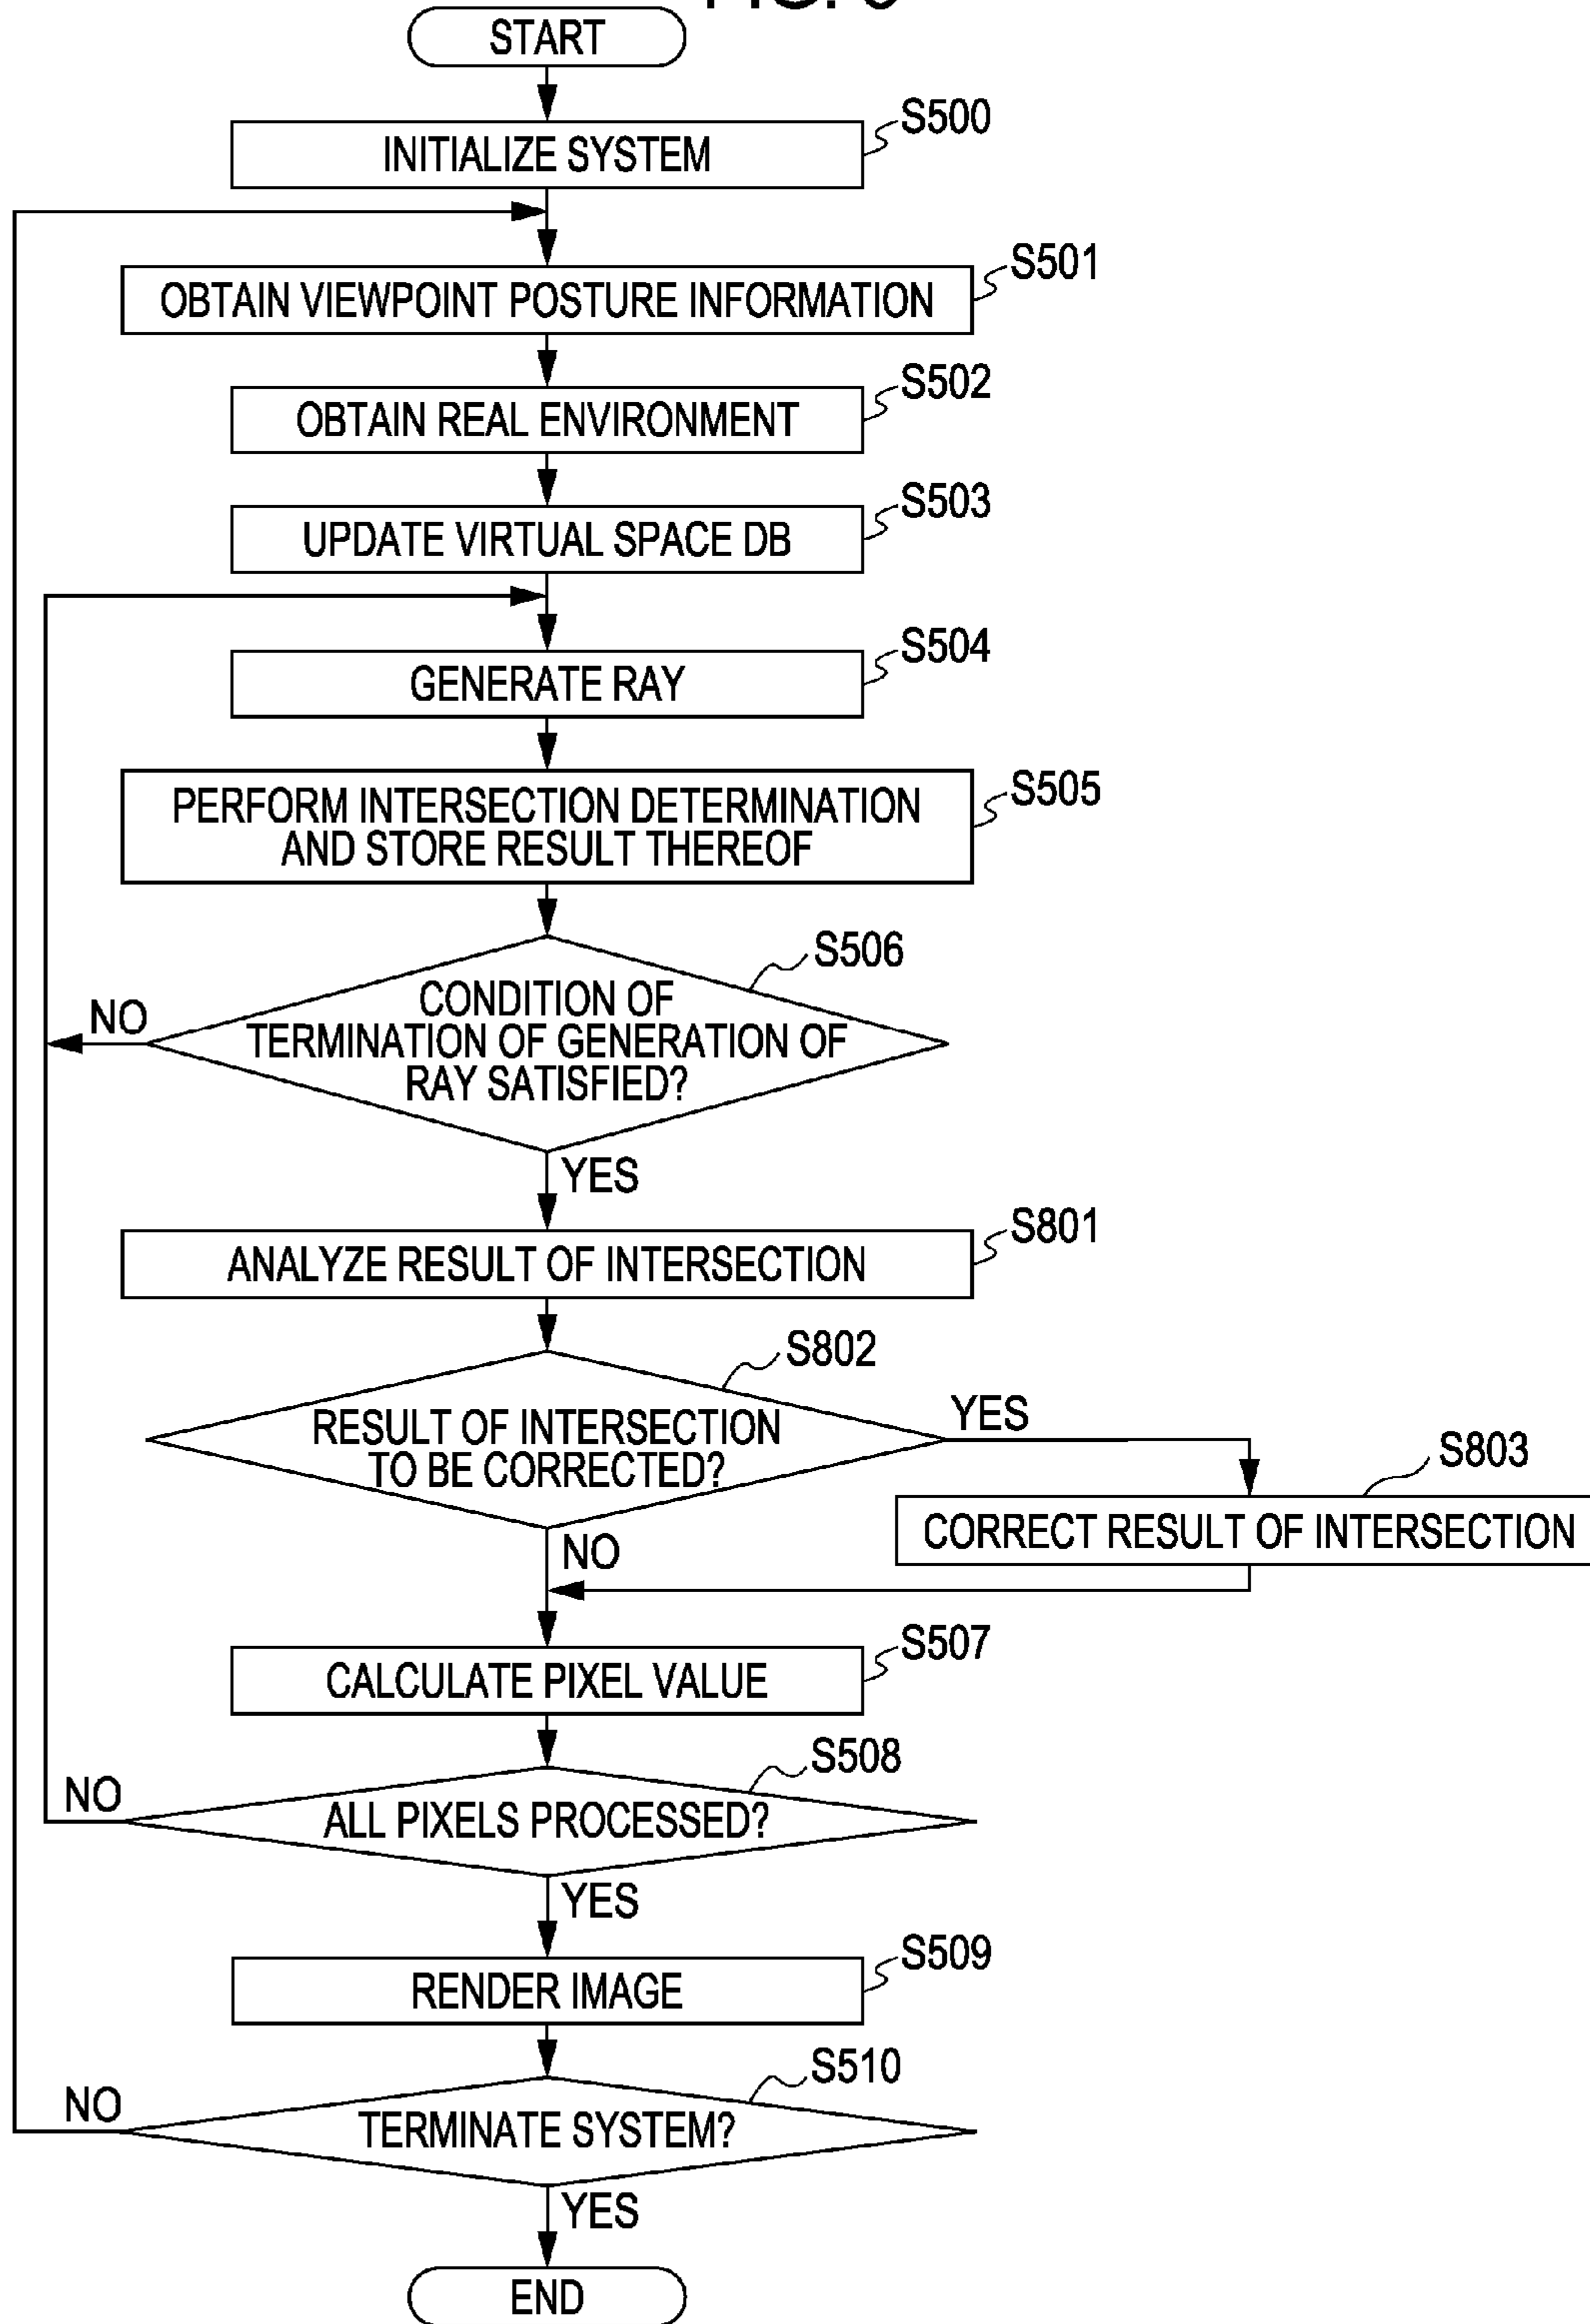 START
S500
INITIALIZE SYSTEM
S501
OBTAIN VIEWPOINT POSTURE INFORMATION
S502
OBTAIN REAL ENVIRONMENT
S503
UPDATE VIRTUAL SPACE DB
S504
GENERATE RAY
S505
PERFORM INTERSECTION DETERMINATION
AND STORE RESULT THEREOF
S506
CONDITION OF
TERMINATION OF GENERATION OF
RAY SATISFIED?
NO
YES
S801
ANALYZE RESULT OF INTERSECTION
S802
RESULT OF INTERSECTION
TO BE CORRECTED?
YES
S803
CORRECT RESULT OF INTERSECTION
NO
S507
CALCULATE PIXEL VALUE
S508
ALL PIXELS PROCESSED?
NO
YES
S509
RENDER IMAGE
S510
TERMINATE SYSTEM?
NO
YES
END